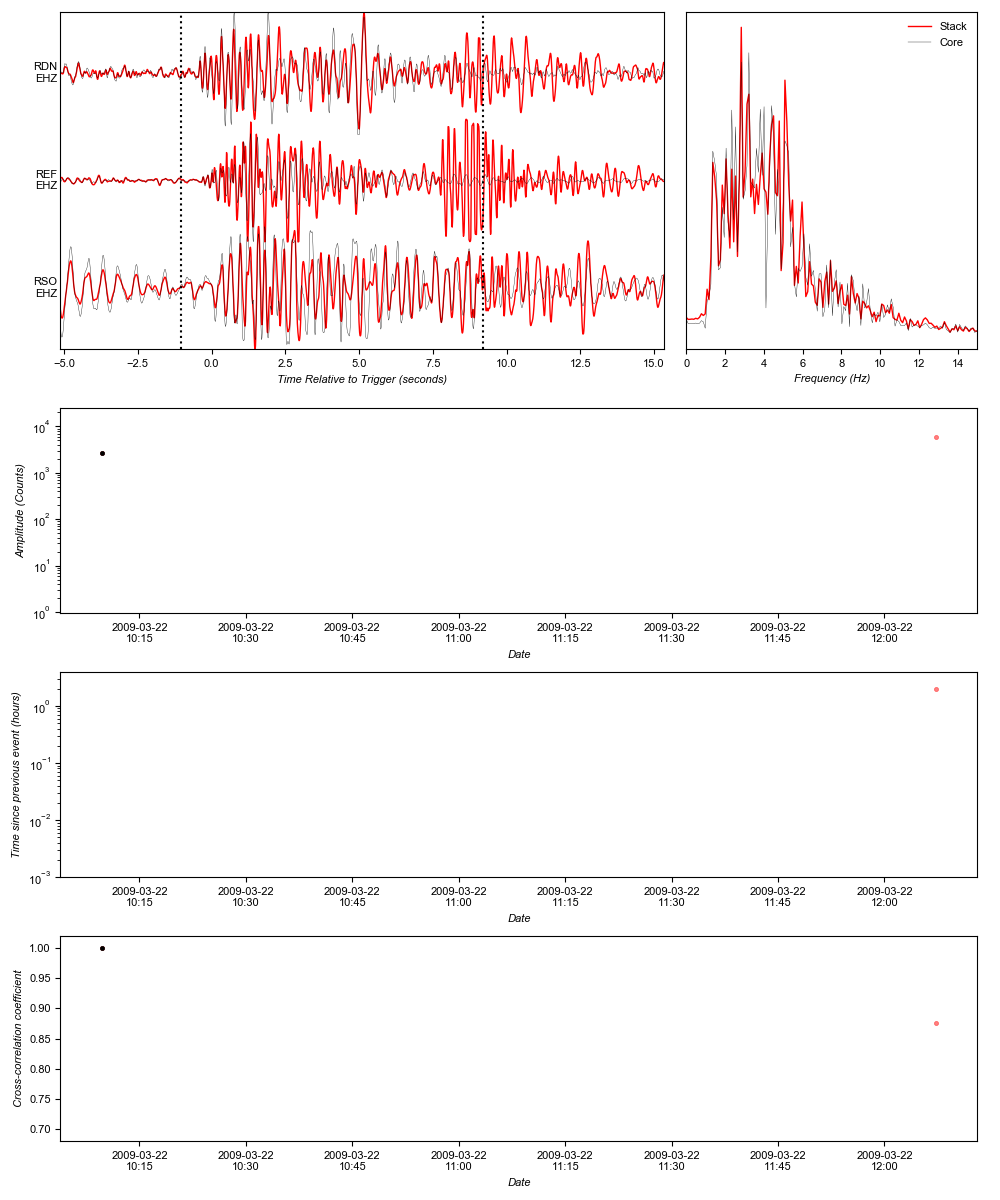 RDN
EHZ
REF
EHZ
RSO
EHZ
−5.0 −2.5 0.0 2.5 5.0 7.5 10.0 12.5 15.0
Time Relative to Trigger (seconds)
Stack
Core
0 2 4 6 8 10 12 14
Frequency (Hz)
Amplitude (Counts)
10^4
10^3
10^2
10^1
10^0
2009-03-22 2009-03-22 2009-03-22 2009-03-22 2009-03-22 2009-03-22 2009-03-22 2009-03-22
10:15 10:30 10:45 11:00 11:15 11:30 11:45 12:00
Date
Time since previous event (hours)
10^0
10^−1
10^−2
10^−3
2009-03-22 2009-03-22 2009-03-22 2009-03-22 2009-03-22 2009-03-22 2009-03-22 2009-03-22
10:15 10:30 10:45 11:00 11:15 11:30 11:45 12:00
Date
Cross-correlation coefficient
1.00
0.95
0.90
0.85
0.80
0.75
0.70
2009-03-22 2009-03-22 2009-03-22 2009-03-22 2009-03-22 2009-03-22 2009-03-22 2009-03-22
10:15 10:30 10:45 11:00 11:15 11:30 11:45 12:00
Date